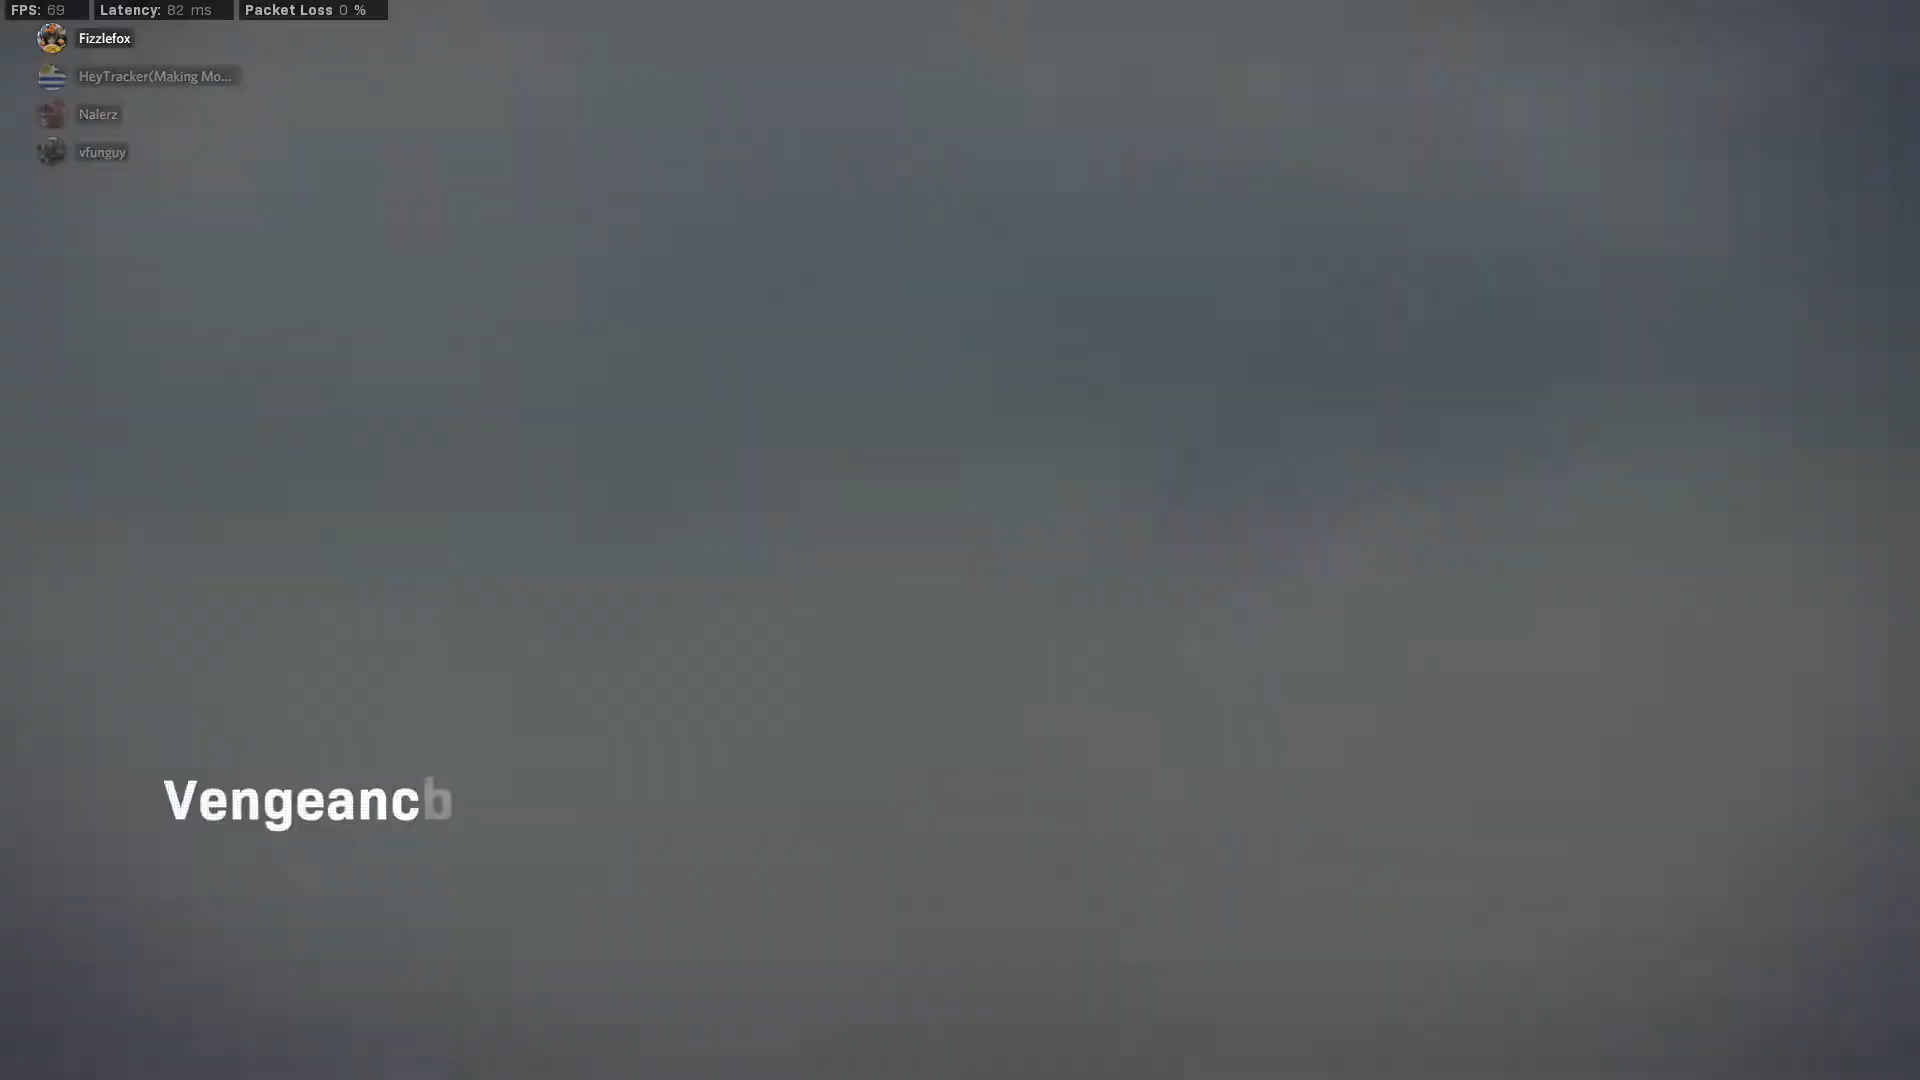 FPS: 69 Latency: 82 ms Packet Loss 0 %
Fizzlefox
HeyTracker(Making Mo...
Nalerz
vfunguy
Vengeancb